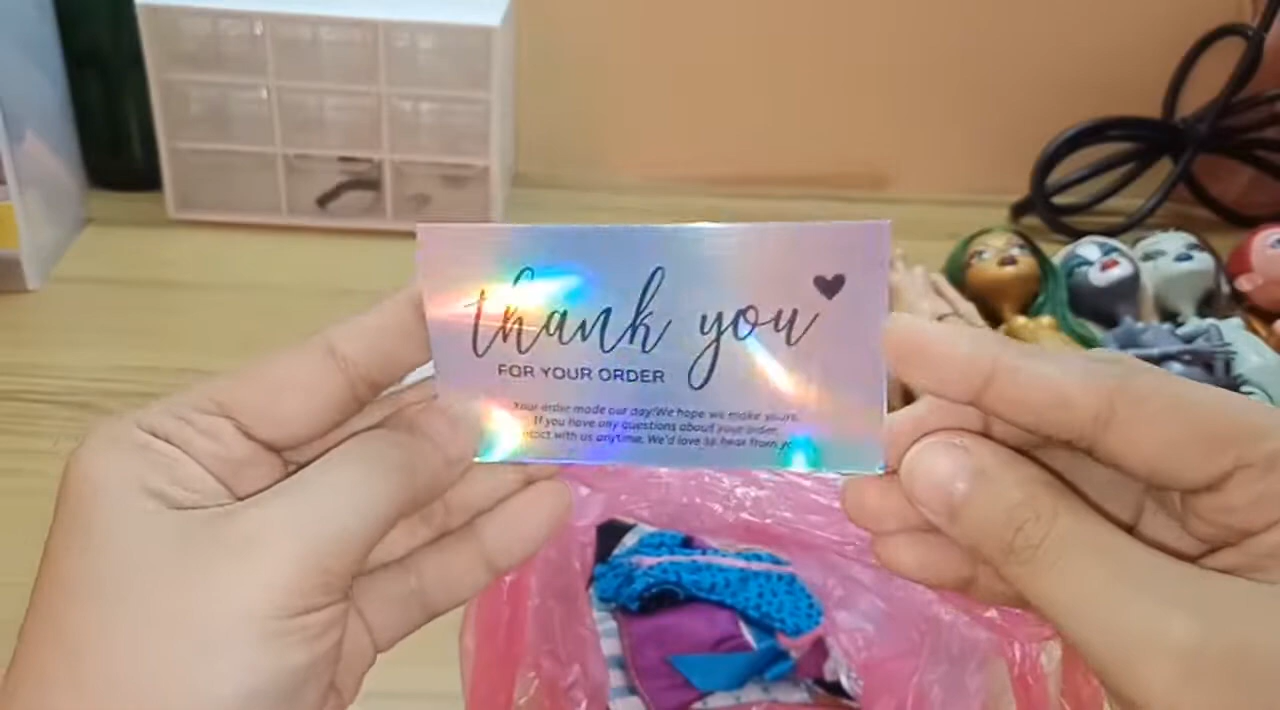 thank you
FOR YOUR ORDER
Your order made our day!We hope we make yours.
If you have any questions about your order,
with us anytime. We'd love to hear from